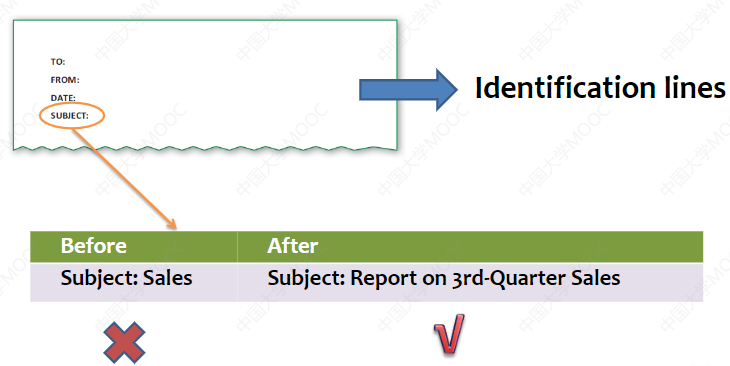 TO:
FROM:
DATE:
SUBJECT:
Identification lines
Before After
Subject: Sales Subject: Report on 3rd-Quarter Sales
中国大学MOOC